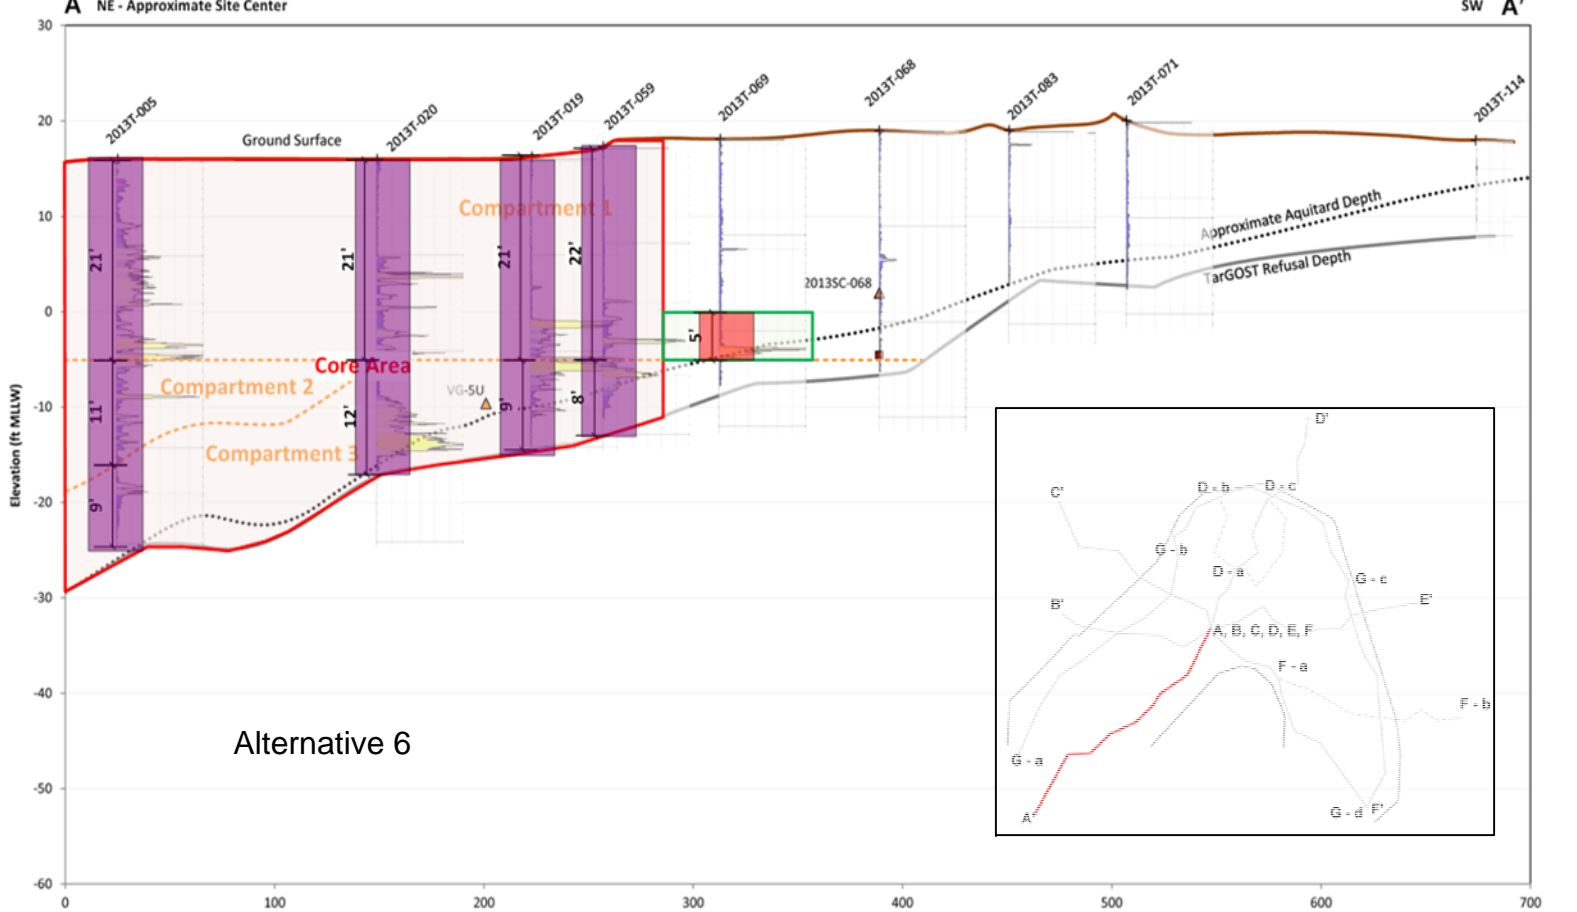 A NE - Approximate Site Center
SW A'
30
20
10
0
-10
-20
-30
-40
-50
-60
Elevation (ft MLLW)
0
100
200
300
400
500
600
700
2013T-005
2013T-020
2013T-019
2013T-059
2013T-069
2013T-068
2013T-083
2013T-071
2013T-114
Ground Surface
Compartment 1
21'
21'
21'
22'
2013SC-068
Approximate Aquitard Depth
TarGOST Refusal Depth
5'
Core Area
Compartment 2
VG-5U
11'
12'
9'
8'
Compartment 3
9'
Alternative 6
D'
C'
D - b
D - c
G - b
D - a
G - c
B'
E'
A, B, C, D, E, F
F - a
F - b
G - a
A'
G - d
F'